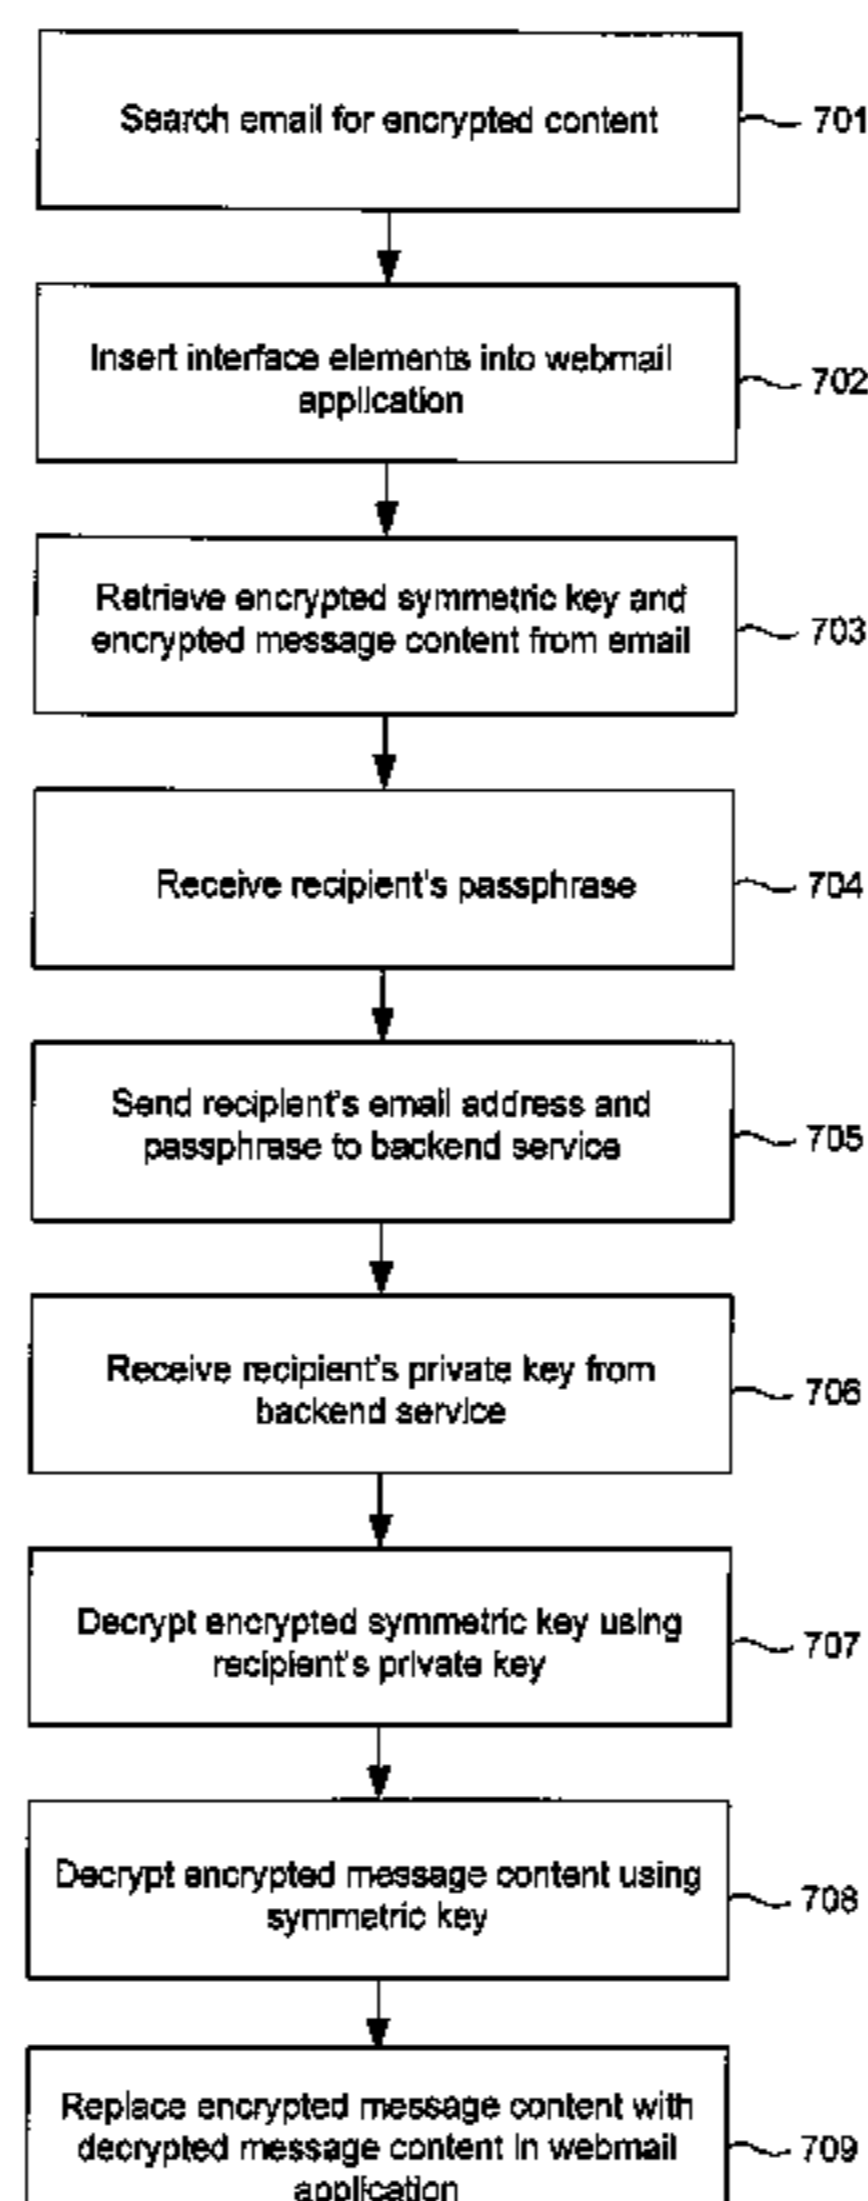 Search email for encrypted content
701
Insert interface elements into webmail
application
702
Retrieve encrypted symmetric key and
encrypted message content from email
703
Receive recipient's passphrase
704
Send recipient's email address and
passphrase to backend service
705
Receive recipient's private key from
backend service
706
Decrypt encrypted symmetric key using
recipient's private key
707
Decrypt encrypted message content using
symmetric key
708
Replace encrypted message content with
decrypted message content in webmail
application
709